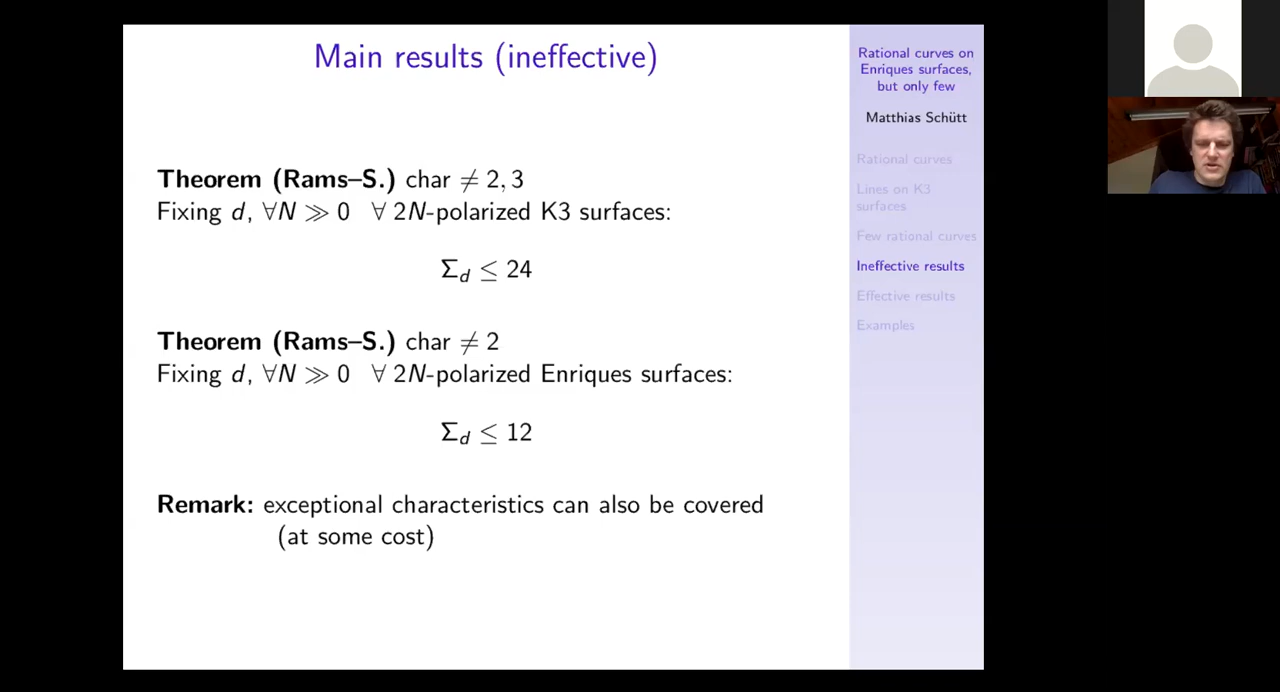 Main results (ineffective)
Theorem (Rams–S.) char ≠ 2, 3
Fixing d, ∀N ≫ 0 ∀ 2N-polarized K3 surfaces:
Σ_d ≤ 24
Theorem (Rams–S.) char ≠ 2
Fixing d, ∀N ≫ 0 ∀ 2N-polarized Enriques surfaces:
Σ_d ≤ 12
Remark: exceptional characteristics can also be covered
(at some cost)
Rational curves on
Enriques surfaces,
but only few
Matthias Schütt
Rational curves
Lines on K3
surfaces
Few rational curves
Ineffective results
Effective results
Examples